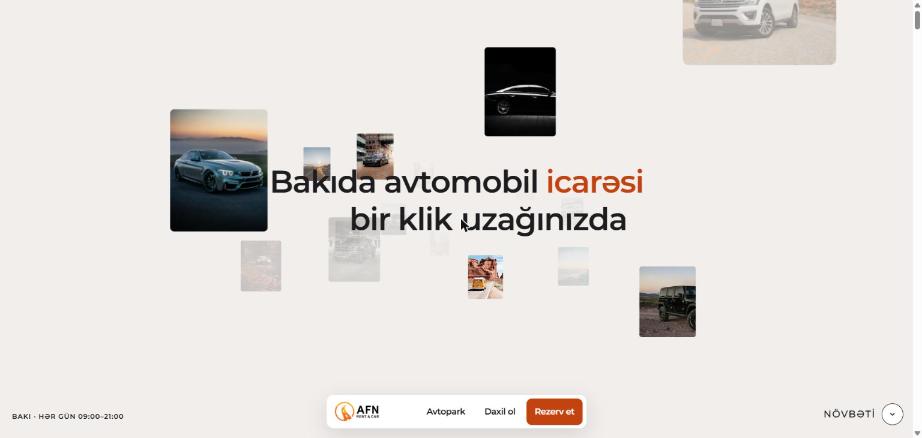 Bakıda avtomobil icarəsi
bir klik uzağınızda
BAKI · HƏR GÜN 09:00–21:00
AFN
RENT A CAR
Avtopark
Daxil ol
Rezerv et
NÖVBƏTİ